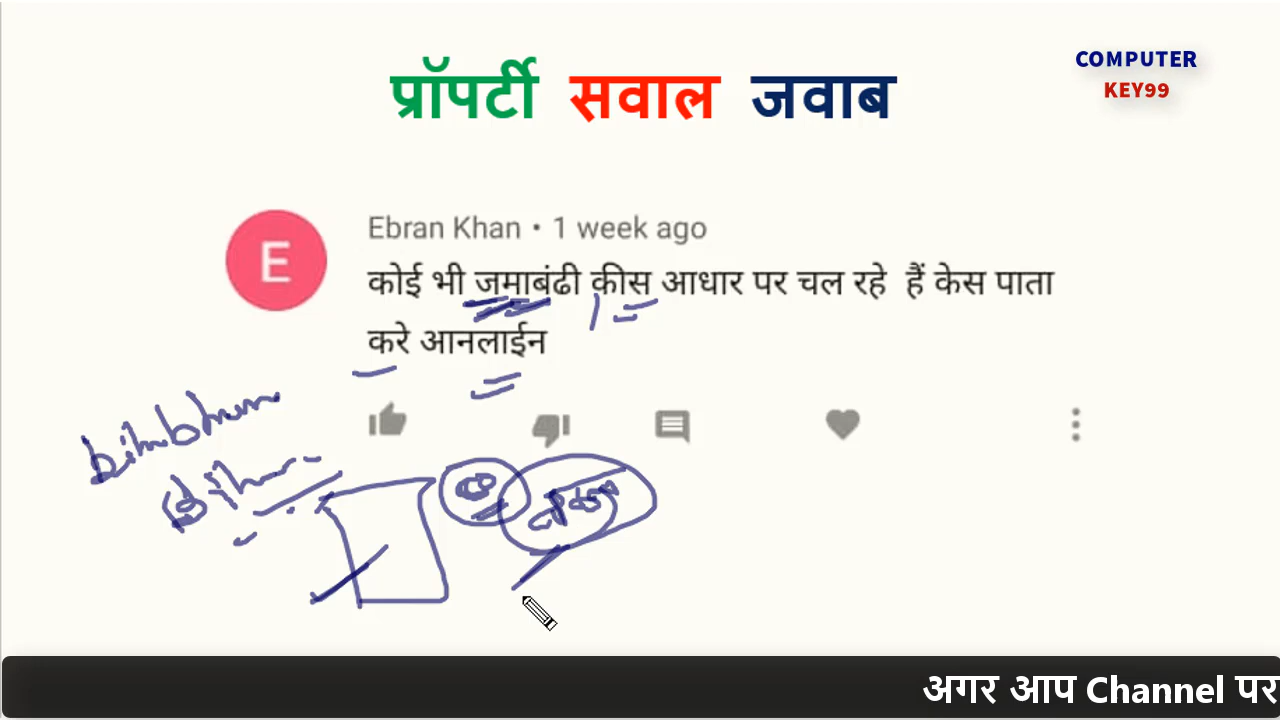 प्रॉपर्टी सवाल जवाब
COMPUTER
KEY99
E
Ebran Khan • 1 week ago
कोई भी जमाबंढी कीस आधार पर चल रहे हैं केस पाता
करे आनलाईन
अगर आप Channel पर